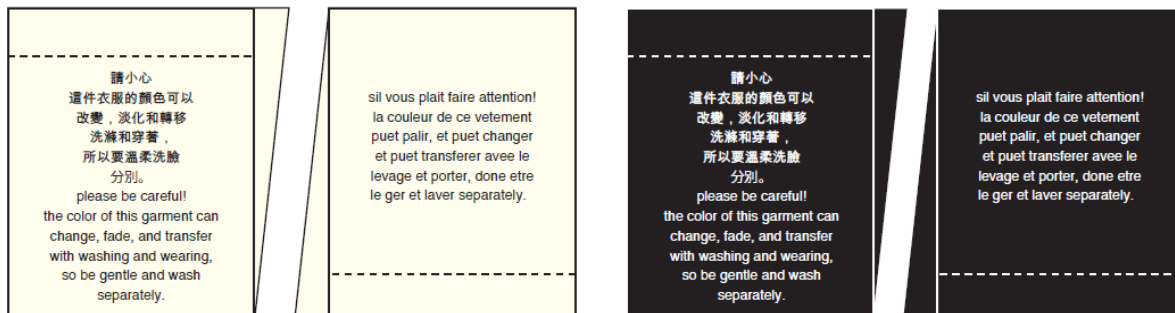 請小心
這件衣服的顏色可以
改變，淡化和轉移
洗滌和穿著，
所以要溫柔洗臉
分別。
please be careful!
the color of this garment can
change, fade, and transfer
with washing and wearing,
so be gentle and wash
separately.
sil vous plait faire attention!
la couleur de ce vetement
puet palir, et puet changer
et puet transferer avee le
levage et porter, done etre
le ger et laver separately.
請小心
這件衣服的顏色可以
改變，淡化和轉移
洗滌和穿著，
所以要溫柔洗臉
分別。
please be careful!
the color of this garment can
change, fade, and transfer
with washing and wearing,
so be gentle and wash
separately.
sil vous plait faire attention!
la couleur de ce vetement
puet palir, et puet changer
et puet transferer avee le
levage et porter, done etre
le ger et laver separately.